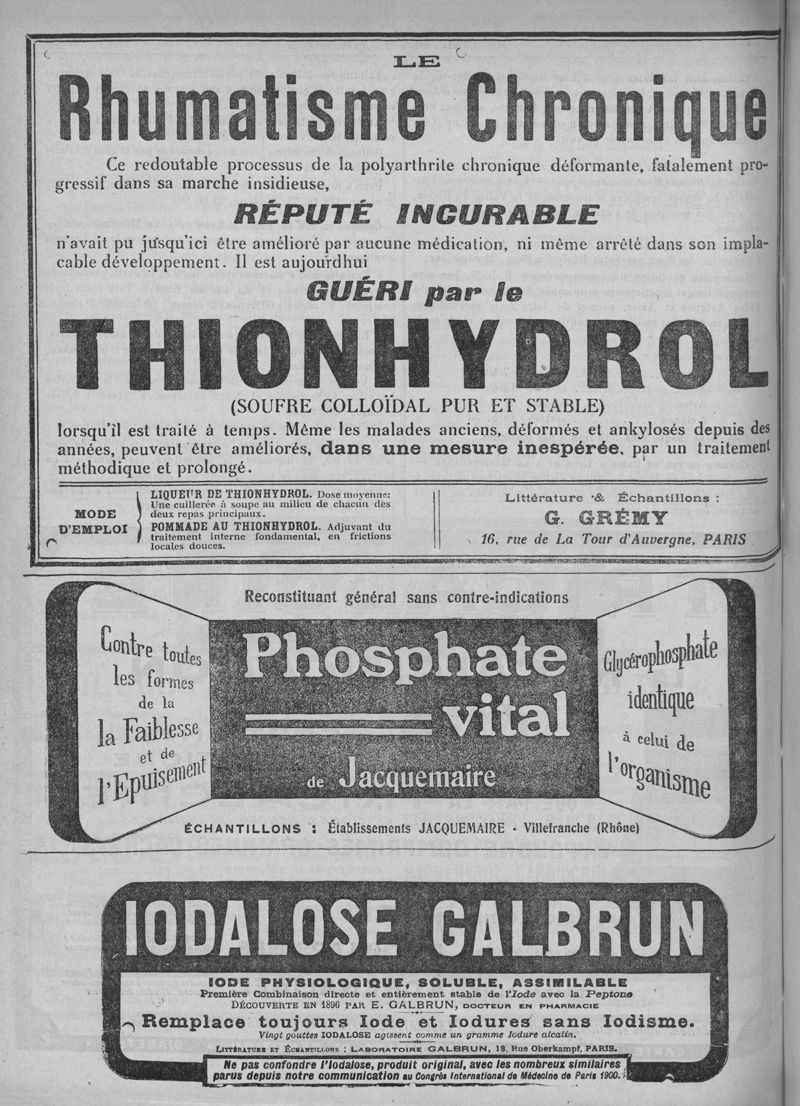 LE
Rhumatisme Chronique
Ce redoutable processus de la polyarthrite chronique déformante, fatalement pro-
gressif dans sa marche insidieuse,
RÉPUTÉ INCURABLE
n'avait pu jusqu'ici être amélioré par aucune médication, ni même arrêté dans son impla-
cable développement. Il est aujourdhui
GUÉRI par le
THIONHYDROL
(SOUFRE COLLOÏDAL PUR ET STABLE)
lorsqu'il est traité à temps. Même les malades anciens, déformés et ankylosés depuis des
années, peuvent être améliorés, dans une mesure inespérée, par un traitement
méthodique et prolongé.
MODE
D'EMPLOI
LIQUEUR DE THIONHYDROL. Dose moyenne:
Une cuillerée à soupe au milieu de chacun des
deux repas principaux.
POMMADE AU THIONHYDROL. Adjuvant du
traitement interne fondamental, en frictions
locales douces.
Littérature & Échantillons :
G. GRÉMY
16, rue de La Tour d'Auvergne, PARIS
Reconstituant général sans contre-indications
Contre toutes
les formes
de la
la Faiblesse
et de
l'Epuisement
Phosphate
vital
de Jacquemaire
Glycérophosphate
identique
à celui de
l'organisme
ÉCHANTILLONS : Établissements JACQUEMAIRE - Villefranche (Rhône)
IODALOSE GALBRUN
IODE PHYSIOLOGIQUE, SOLUBLE, ASSIMILABLE
Première Combinaison directe et entièrement stable de l'Iode avec la Peptone
DÉCOUVERTE EN 1896 PAR E. GALBRUN, DOCTEUR EN PHARMACIE
Remplace toujours Iode et Iodures sans Iodisme.
Vingt gouttes IODALOSE agissent comme un gramme Iodure alcalin.
LITTÉRATURE ET ÉCHANTILLONS : LABORATOIRE GALBRUN, 18, Rue Oberkampf, PARIS.
Ne pas confondre l'Iodalose, produit original, avec les nombreux similaires
parus depuis notre communication au Congrès International de Médecine de Paris 1900.